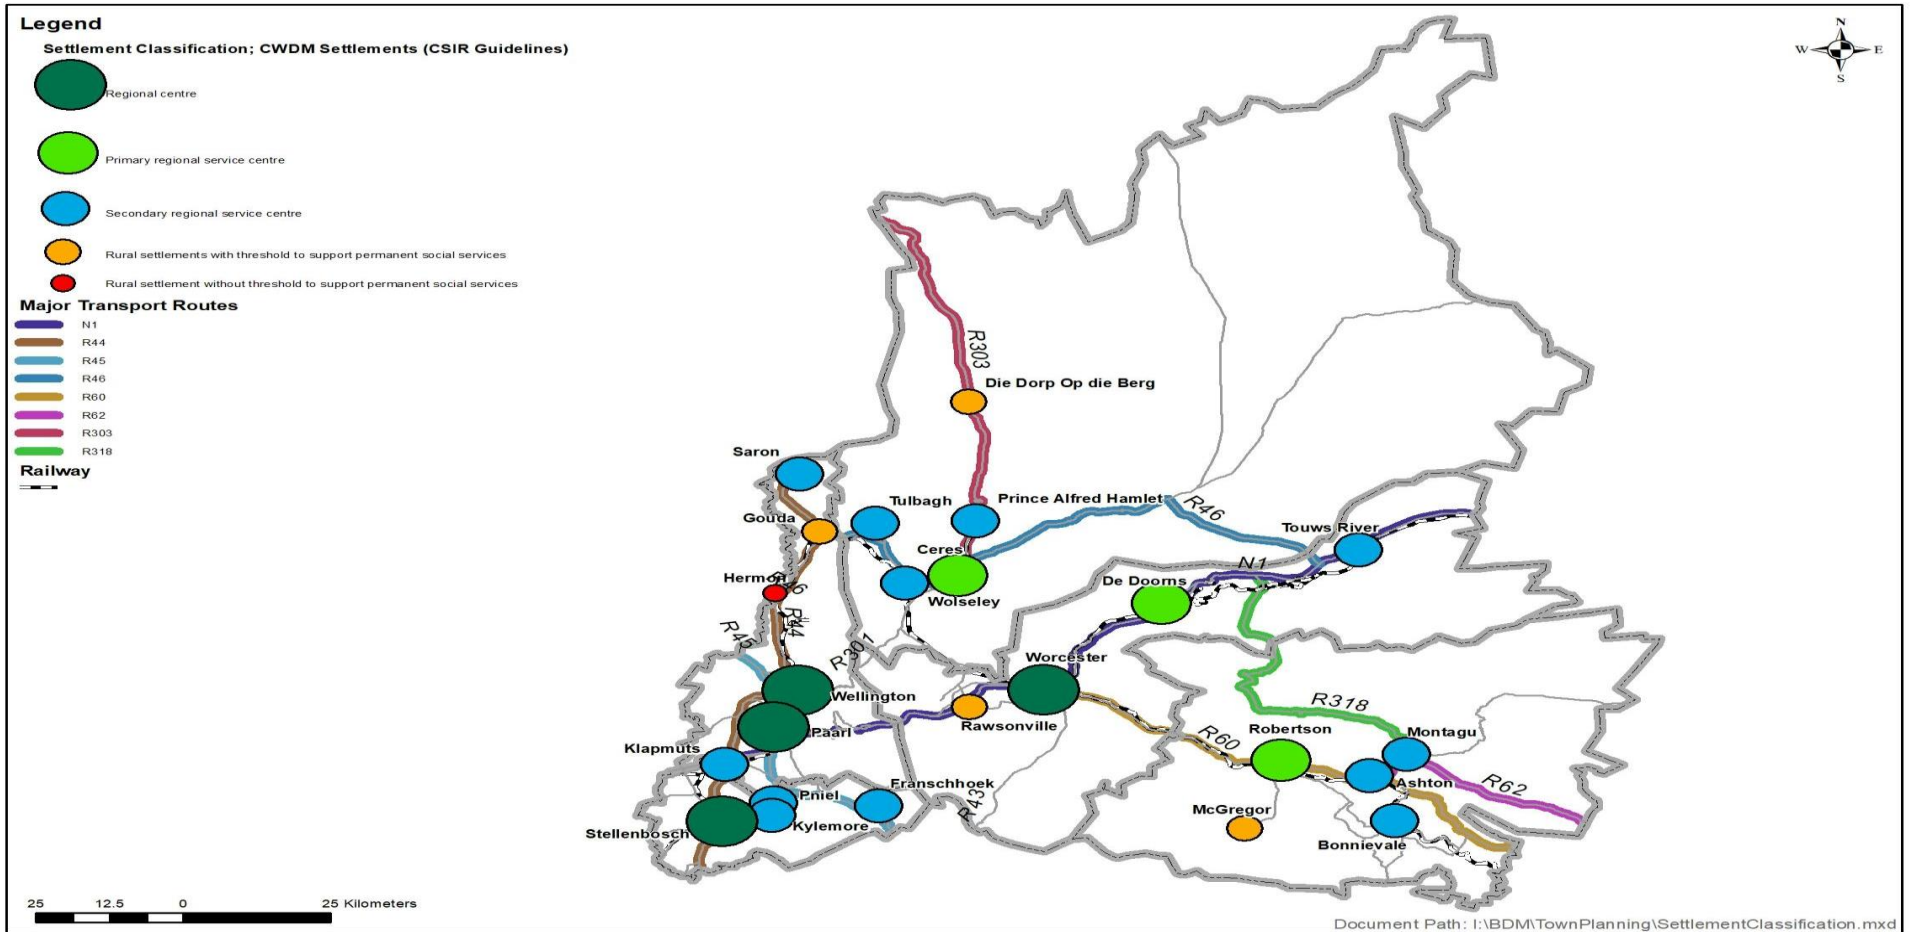 Legend
Settlement Classification; CWDM Settlements (CSIR Guidelines)
Regional centre
Primary regional service centre
Secondary regional service centre
Rural settlements with threshold to support permanent social services
Rural settlement without threshold to support permanent social services
Major Transport Routes
N1
R44
R45
R46
R60
R62
R303
R318
Railway
N
W E
S
R303
Die Dorp Op die Berg
Saron
Tulbagh
Prince Alfred Hamlet
R46
Gouda
Touws River
Ceres
N1
Hermon
R46
De Doorns
Wolseley
R44
R45
R301
Worcester
Wellington
R318
Rawsonville
Paarl
R60
Robertson
Montagu
Klapmuts
Franschhoek
Ashton
R62
Pniel
R43
McGregor
Kylemore
Stellenbosch
Bonnievale
25 12.5 0 25 Kilometers
Document Path: I:\BDM\TownPlanning\SettlementClassification.mxd